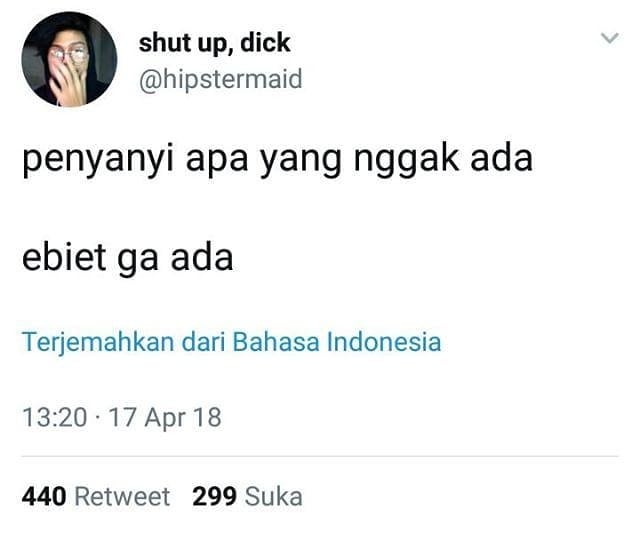 shut up, dick
@hipstermaid
penyanyi apa yang nggak ada
ebiet ga ada
Terjemahkan dari Bahasa Indonesia
13:20 · 17 Apr 18
440 Retweet 299 Suka